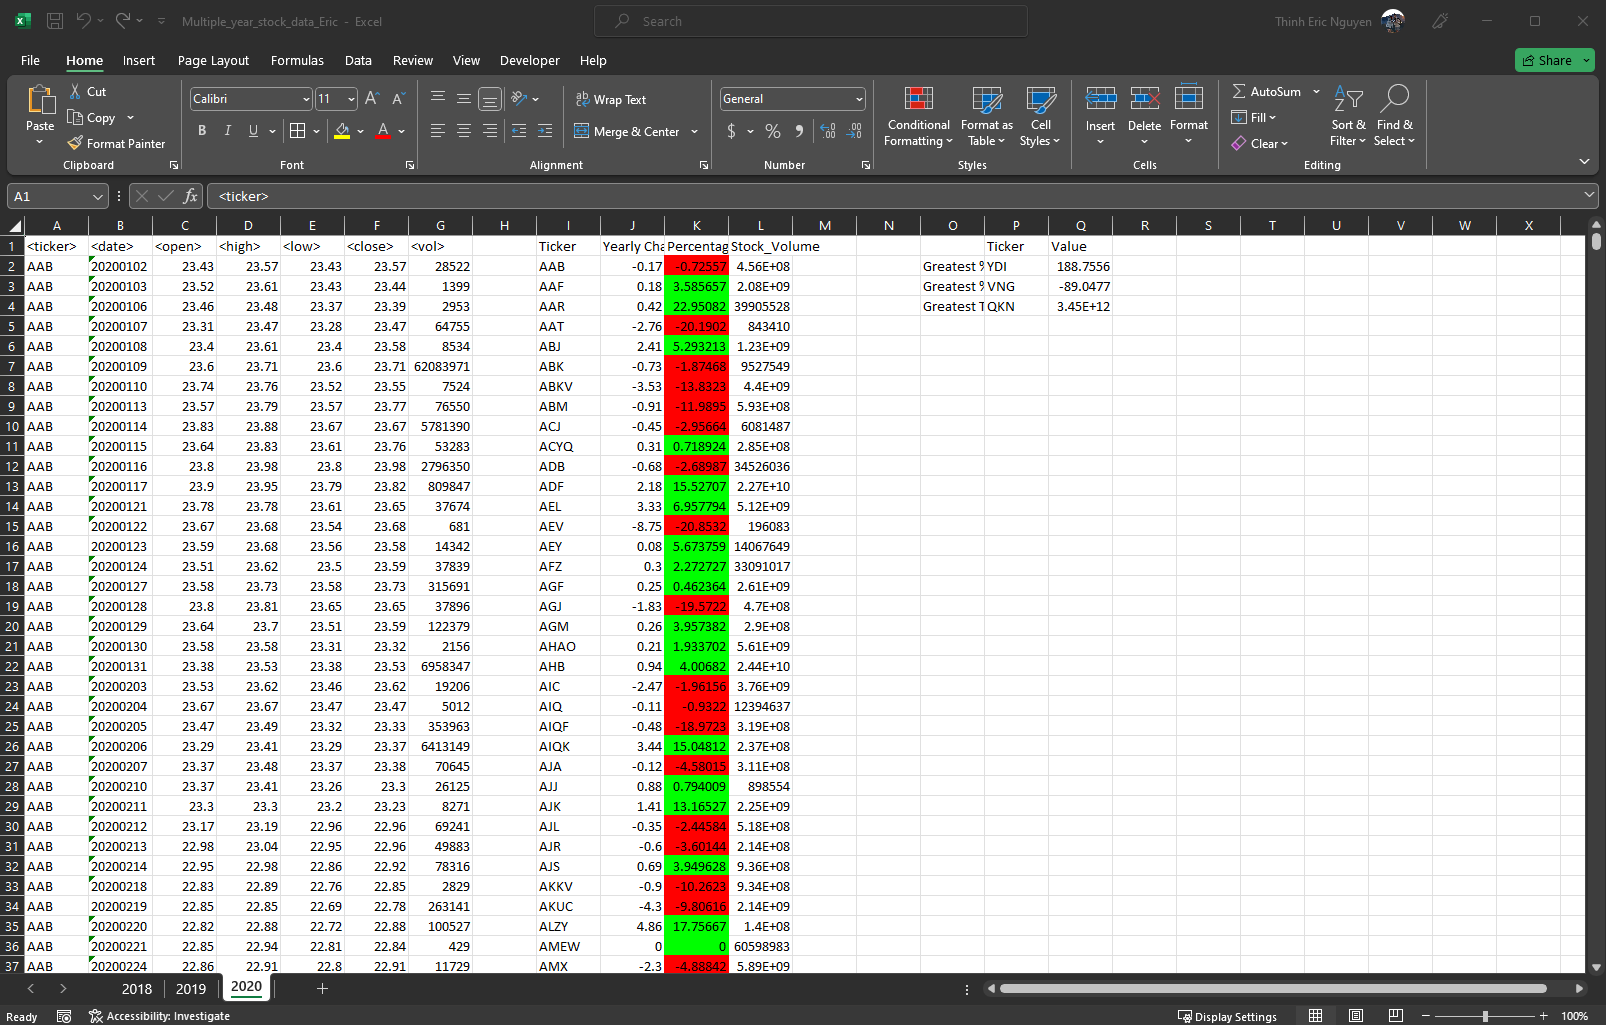 Multiple_year_stock_data_Eric - Excel
Search
Thinh Eric Nguyen
File Home Insert Page Layout Formulas Data Review View Developer Help
Share
Paste
Cut
Copy
Format Painter
Clipboard
Calibri 11
B I U
Font
Wrap Text
Merge & Center
Alignment
General
$ % 9
Number
Conditional Formatting
Format as Table
Cell Styles
Styles
Insert Delete Format
Cells
AutoSum
Fill
Clear
Sort & Filter
Find & Select
Editing
A1 fx <ticker>
A B C D E F G H I J K L M N O P Q R S T U V W X
1 <ticker> <date> <open> <high> <low> <close> <vol> Ticker Yearly Cha Percentag Stock_Volume Ticker Value
2 AAB 20200102 23.43 23.57 23.43 23.57 28522 AAB -0.17 -0.72557 4.56E+08 Greatest % YDI 188.7556
3 AAB 20200103 23.52 23.61 23.43 23.44 1399 AAF 0.18 3.585657 2.08E+09 Greatest % VNG -89.0477
4 AAB 20200106 23.46 23.48 23.37 23.39 2953 AAR 0.42 22.95082 39905528 Greatest T QKN 3.45E+12
5 AAB 20200107 23.31 23.47 23.28 23.47 64755 AAT -2.76 -20.1902 843410
6 AAB 20200108 23.4 23.61 23.4 23.58 8534 ABJ 2.41 5.293213 1.23E+09
7 AAB 20200109 23.6 23.71 23.6 23.71 62083971 ABK -0.73 -1.87468 9527549
8 AAB 20200110 23.74 23.76 23.52 23.55 7524 ABKV -3.53 -13.8323 4.4E+09
9 AAB 20200113 23.57 23.79 23.57 23.77 76550 ABM -0.91 -11.9895 5.93E+08
10 AAB 20200114 23.83 23.88 23.67 23.67 5781390 ACJ -0.45 -2.95664 6081487
11 AAB 20200115 23.64 23.83 23.61 23.76 53283 ACYQ 0.31 0.718924 2.85E+08
12 AAB 20200116 23.8 23.98 23.8 23.98 2796350 ADB -0.68 -2.68987 34526036
13 AAB 20200117 23.9 23.95 23.79 23.82 809847 ADF 2.18 15.52707 2.27E+10
14 AAB 20200121 23.78 23.78 23.61 23.65 37674 AEL 3.33 6.957794 5.12E+09
15 AAB 20200122 23.67 23.68 23.54 23.68 681 AEV -8.75 -20.8532 196083
16 AAB 20200123 23.59 23.68 23.56 23.58 14342 AEY 0.08 5.673759 14067649
17 AAB 20200124 23.51 23.62 23.5 23.59 37839 AFZ 0.3 2.272727 33091017
18 AAB 20200127 23.58 23.73 23.58 23.73 315691 AGF 0.25 0.462364 2.61E+09
19 AAB 20200128 23.8 23.81 23.65 23.65 37896 AGJ -1.83 -19.5722 4.7E+08
20 AAB 20200129 23.64 23.7 23.51 23.59 122379 AGM 0.26 3.957382 2.9E+08
21 AAB 20200130 23.58 23.58 23.31 23.32 2156 AHAO 0.21 1.933702 5.61E+09
22 AAB 20200131 23.38 23.53 23.38 23.53 6958347 AHB 0.94 4.00682 2.44E+10
23 AAB 20200203 23.53 23.62 23.46 23.62 19206 AIC -2.47 -1.96156 3.76E+09
24 AAB 20200204 23.67 23.67 23.47 23.47 5012 AIQ -0.11 -0.9322 12394637
25 AAB 20200205 23.47 23.49 23.32 23.33 353963 AIQF -0.48 -18.9723 3.19E+08
26 AAB 20200206 23.29 23.41 23.29 23.37 6413149 AIQK 3.44 15.04812 2.37E+08
27 AAB 20200207 23.37 23.48 23.37 23.38 70645 AJA -0.12 -4.58015 3.11E+08
28 AAB 20200210 23.37 23.41 23.26 23.3 26125 AJJ 0.88 0.794009 898554
29 AAB 20200211 23.3 23.3 23.2 23.23 8271 AJK 1.41 13.16527 2.25E+09
30 AAB 20200212 23.17 23.19 22.96 22.96 69241 AJL -0.35 -2.44584 5.18E+08
31 AAB 20200213 22.98 23.04 22.95 22.96 49883 AJR -0.6 -3.60144 2.14E+08
32 AAB 20200214 22.95 22.98 22.86 22.92 78316 AJS 0.69 3.949628 9.36E+08
33 AAB 20200218 22.83 22.89 22.76 22.85 2829 AKKV -0.9 -10.2623 9.34E+08
34 AAB 20200219 22.85 22.85 22.69 22.78 263141 AKUC -4.3 -9.80616 2.14E+09
35 AAB 20200220 22.82 22.88 22.72 22.88 100527 ALZY 4.86 17.75667 1.4E+08
36 AAB 20200221 22.85 22.94 22.81 22.84 429 AMEW 0 0 60598983
37 AAB 20200224 22.86 22.91 22.8 22.91 11729 AMX -2.3 -4.88842 5.89E+09
2018 2019 2020
Ready Accessibility: Investigate Display Settings 100%